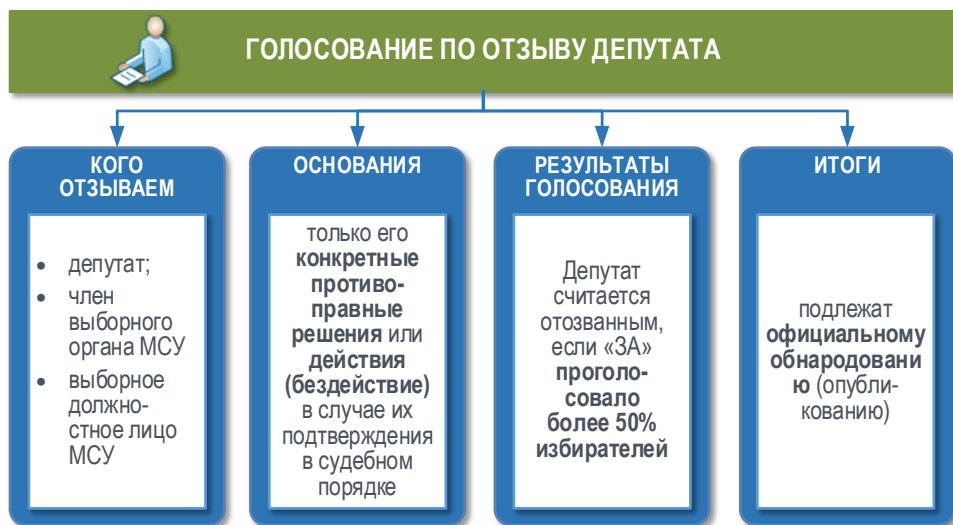 ГОЛОСОВАНИЕ ПО ОТЗЫВУ ДЕПУТАТА
КОГО
ОТЗЫВАЕМ
• депутат;
• член
выборного
органа МСУ
• выборное
должно-
стное лицо
МСУ
ОСНОВАНИЯ
только его
конкретные
противо-
правные
решения или
действия
(бездействие)
в случае их
подтверждения
в судебном
порядке
РЕЗУЛЬТАТЫ
ГОЛОСОВАНИЯ
Депутат
считается
отозванным,
если «ЗА»
проголо-
совало
более 50%
избирателей
ИТОГИ
подлежат
официальному
обнародовани
ю (опубли-
кованию)